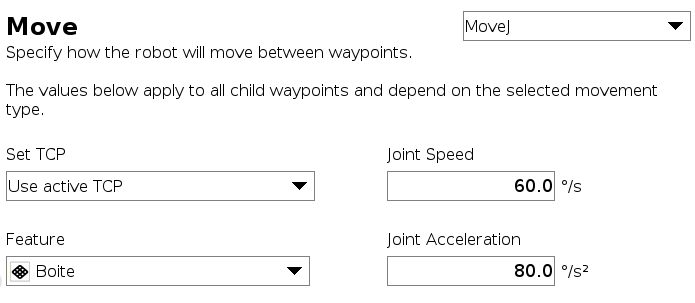 Move
MoveJ
Specify how the robot will move between waypoints.
The values below apply to all child waypoints and depend on the selected movement
type.
Set TCP
Joint Speed
Use active TCP
60.0 °/s
Feature
Joint Acceleration
Boite
80.0 °/s²